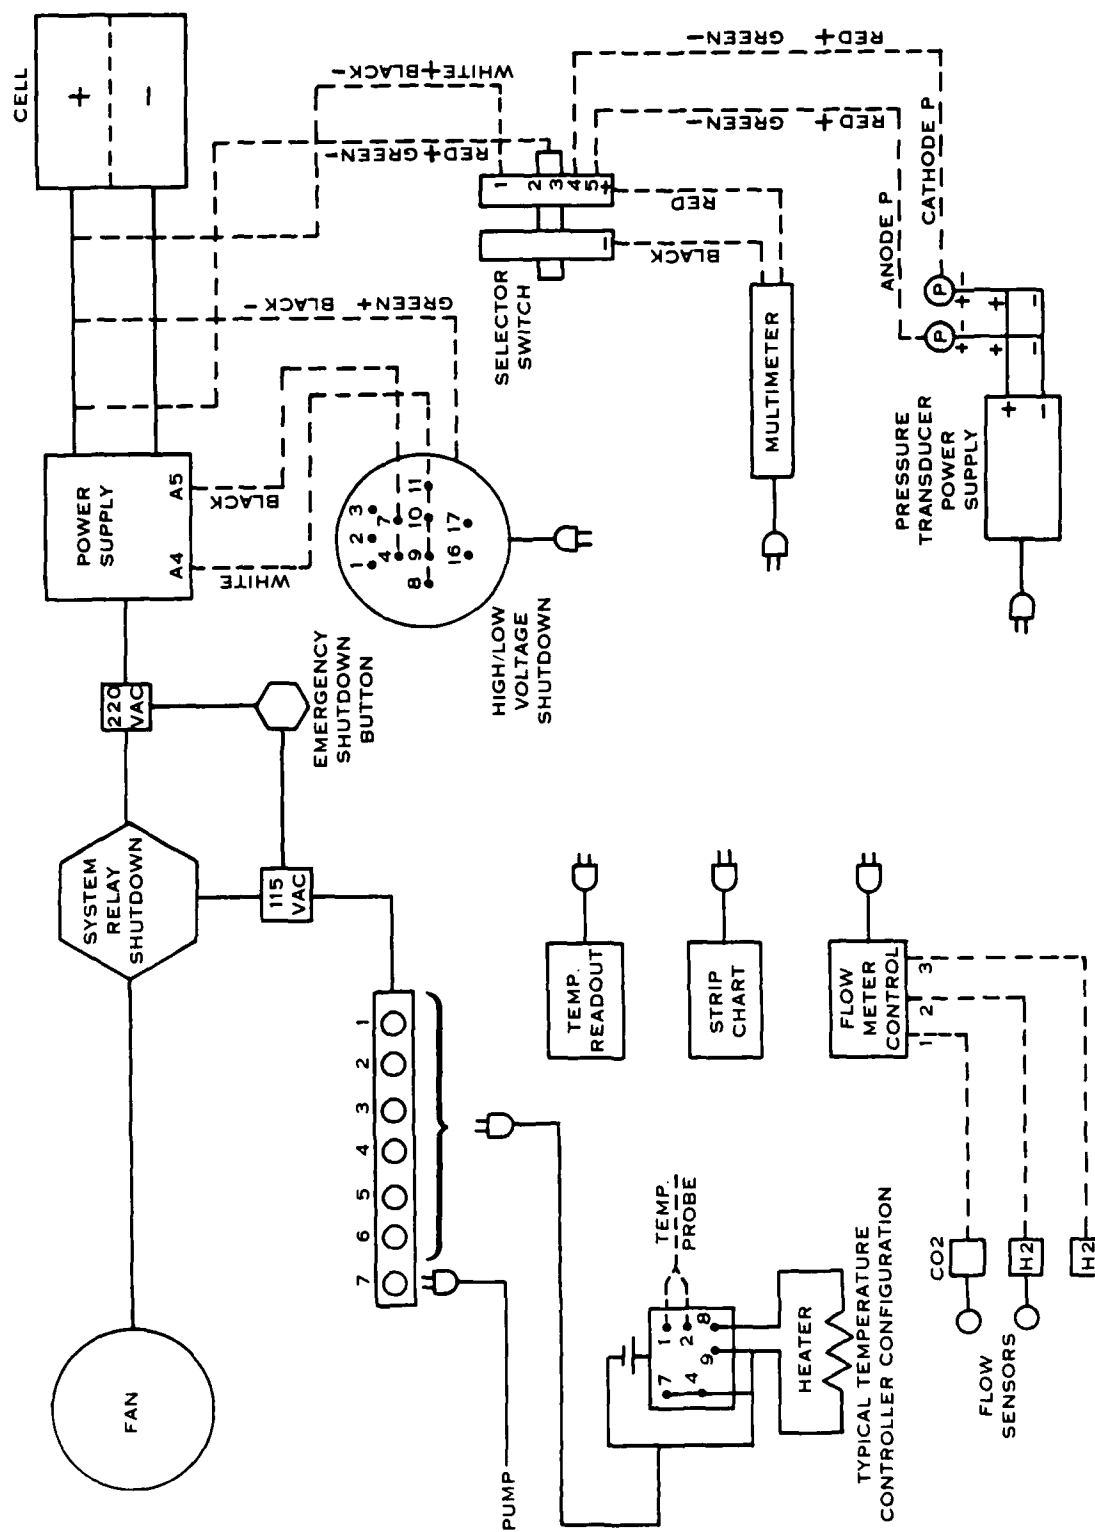 CELL
+
-
POWER
SUPPLY
A4
A5
220
VAC
SYSTEM
RELAY
SHUTDOWN
FAN
115
VAC
EMERGENCY
SHUTDOWN
BUTTON
WHITE
BLACK
1
2
3
4
7
8
9
10
11
16
17
HIGH/LOW
VOLTAGE
SHUTDOWN
GREEN+ BLACK-
RED+GREEN-
WHITE+BLACK-
1
2
3
4
5
+
-
SELECTOR
SWITCH
BLACK
RED
RED+ GREEN-
RED+ GREEN-
MULTIMETER
ANODE P
CATHODE P
P
P
+
-
+
-
+
-
+
-
+
-
PRESSURE
TRANSDUCER
POWER
SUPPLY
7
6
5
4
3
2
1
PUMP
TEMP.
READOUT
STRIP
CHART
FLOW
METER
CONTROL
1
2
3
TEMP.
PROBE
7
4
1
2
9
8
HEATER
TYPICAL TEMPERATURE
CONTROLLER CONFIGURATION
CO2
H2
H2
FLOW
SENSORS